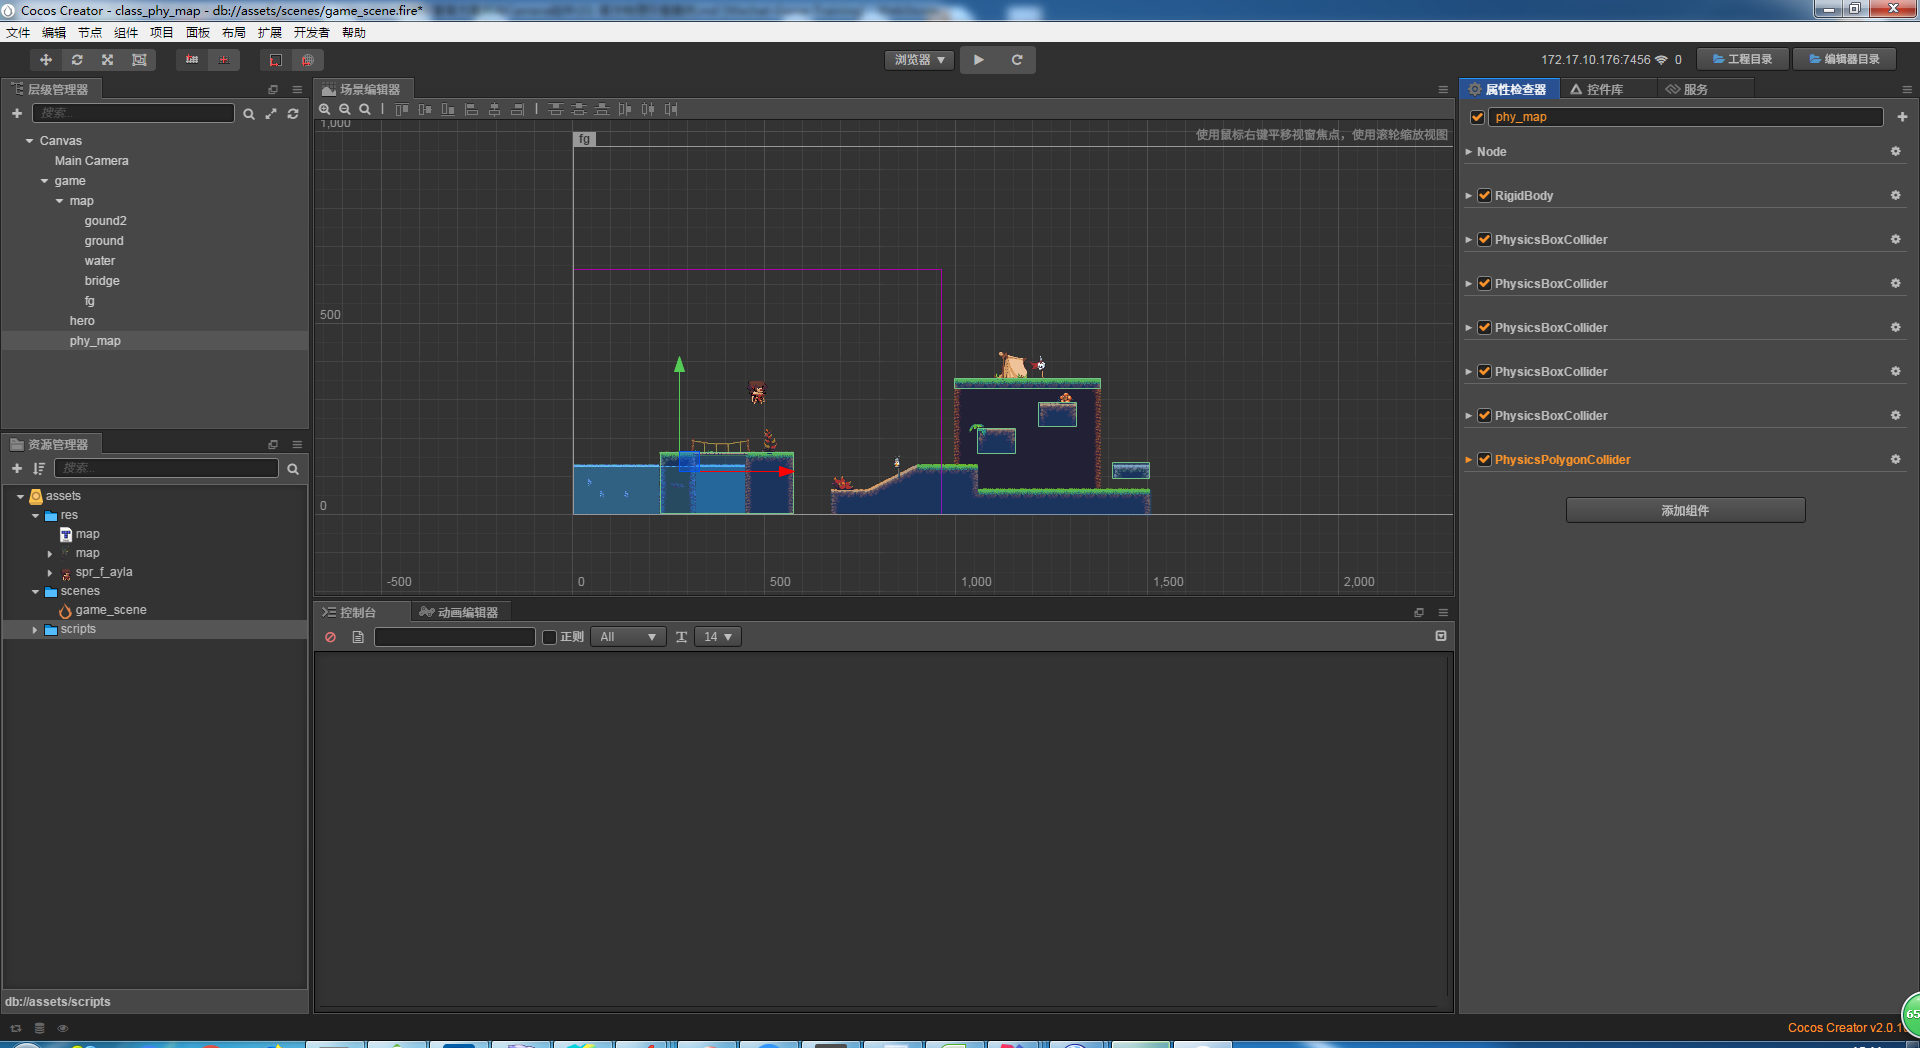 Cocos Creator - class_phy_map - db://assets/scenes/game_scene.fire*
文件 编辑 节点 组件 项目 面板 布局 扩展 开发者 帮助
浏览器
172.17.10.176:7456 0
工程目录
编辑器目录
层级管理器
搜索...
Canvas
Main Camera
game
map
gound2
ground
water
bridge
fg
hero
phy_map
资源管理器
搜索...
assets
res
map
map
spr_f_ayla
scenes
game_scene
scripts
db://assets/scripts
场景编辑器
1,000
fg
使用鼠标右键平移视窗焦点，使用滚轮缩放视图
500
0
-500 0 500 1,000 1,500 2,000
控制台 动画编辑器
正则 All 14
属性检查器 控件库 服务
phy_map
Node
RigidBody
PhysicsBoxCollider
PhysicsBoxCollider
PhysicsBoxCollider
PhysicsBoxCollider
PhysicsBoxCollider
PhysicsPolygonCollider
添加组件
65
Cocos Creator v2.0.1